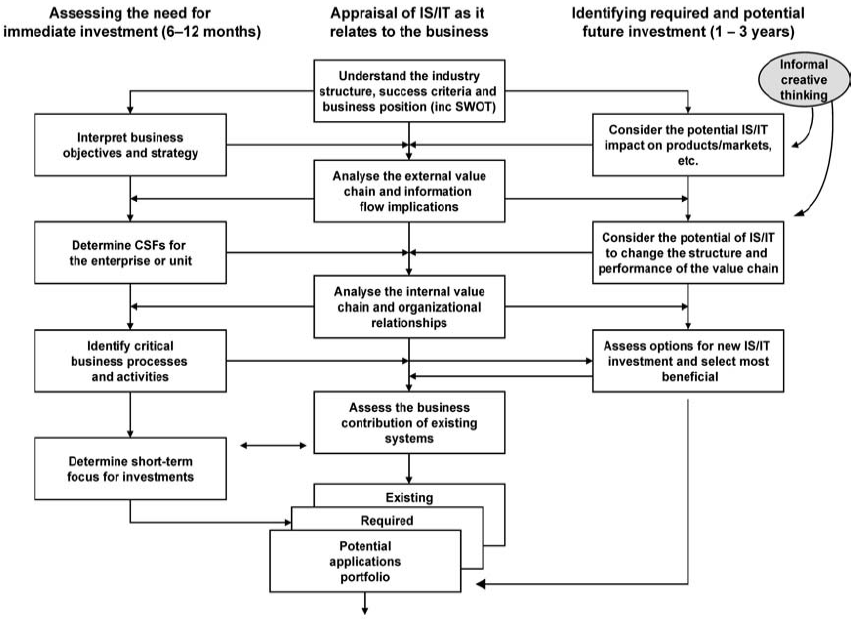 Assessing the need for
immediate investment (6–12 months)
Appraisal of IS/IT as it
relates to the business
Identifying required and potential
future investment (1 – 3 years)
Informal
creative
thinking
Understand the industry
structure, success criteria and
business position (inc SWOT)
Interpret business
objectives and strategy
Consider the potential IS/IT
impact on products/markets,
etc.
Analyse the external value
chain and information
flow implications
Determine CSFs for
the enterprise or unit
Consider the potential of IS/IT
to change the structure and
performance of the value chain
Analyse the internal value
chain and organizational
relationships
Identify critical
business processes
and activities
Assess options for new IS/IT
investment and select most
beneficial
Assess the business
contribution of existing
systems
Determine short-term
focus for investments
Existing
Required
Potential
applications
portfolio